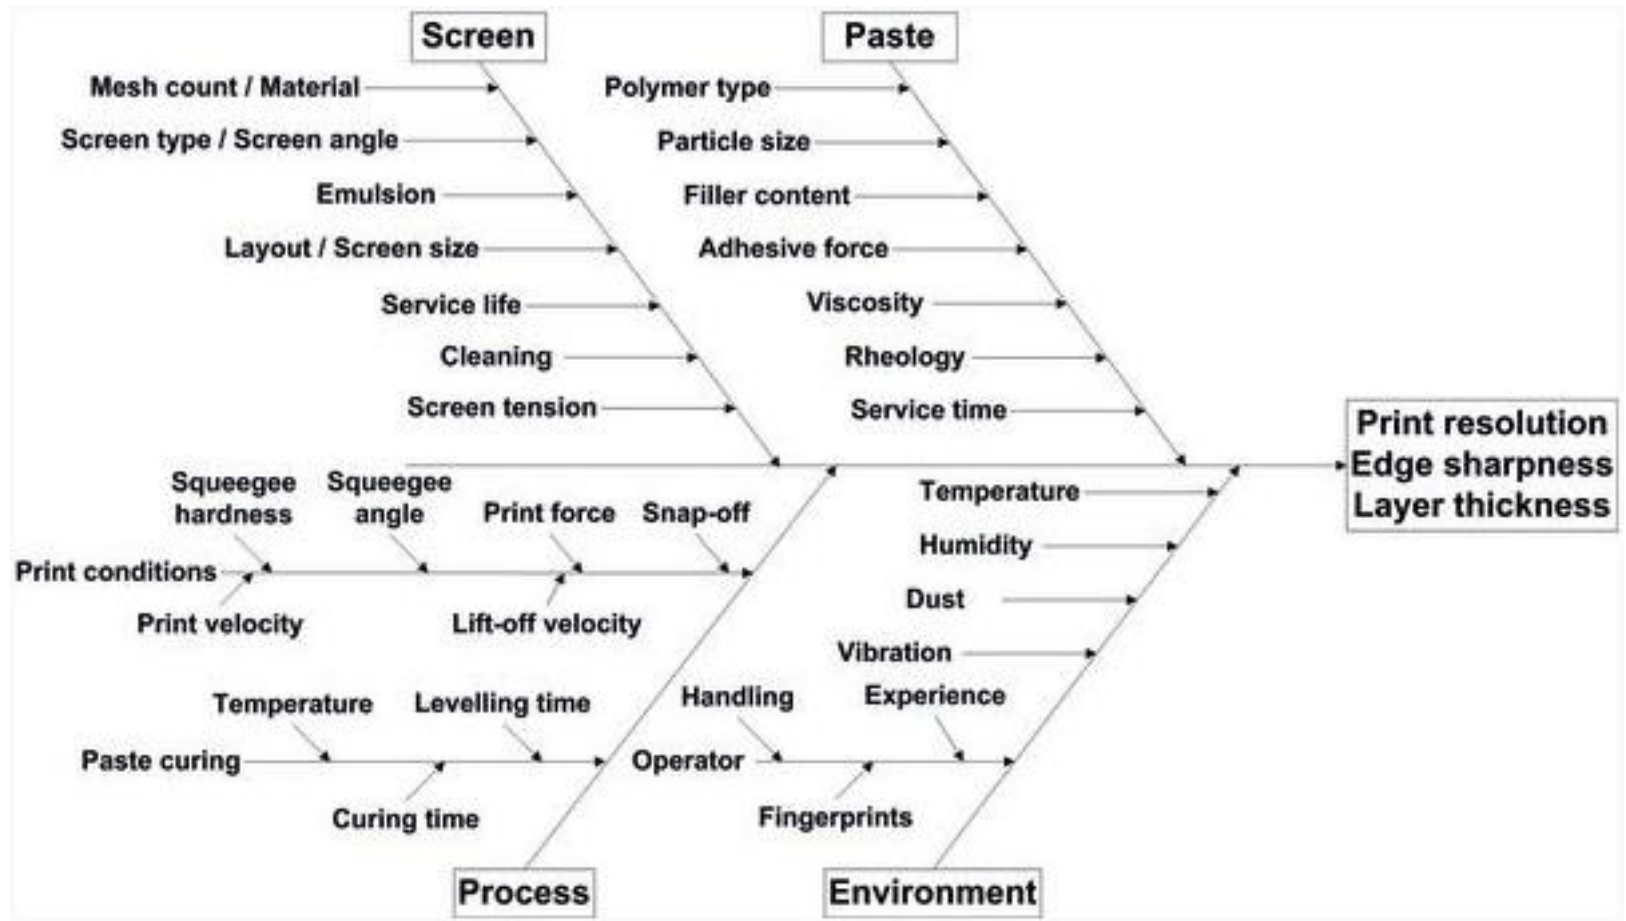 Screen
Paste
Mesh count / Material
Polymer type
Screen type / Screen angle
Particle size
Emulsion
Filler content
Layout / Screen size
Adhesive force
Service life
Viscosity
Cleaning
Rheology
Screen tension
Service time
Print resolution
Edge sharpness
Layer thickness
Squeegee
hardness
Squeegee
angle
Print force
Snap-off
Temperature
Humidity
Print conditions
Dust
Print velocity
Lift-off velocity
Vibration
Temperature
Levelling time
Handling
Experience
Paste curing
Operator
Curing time
Fingerprints
Process
Environment